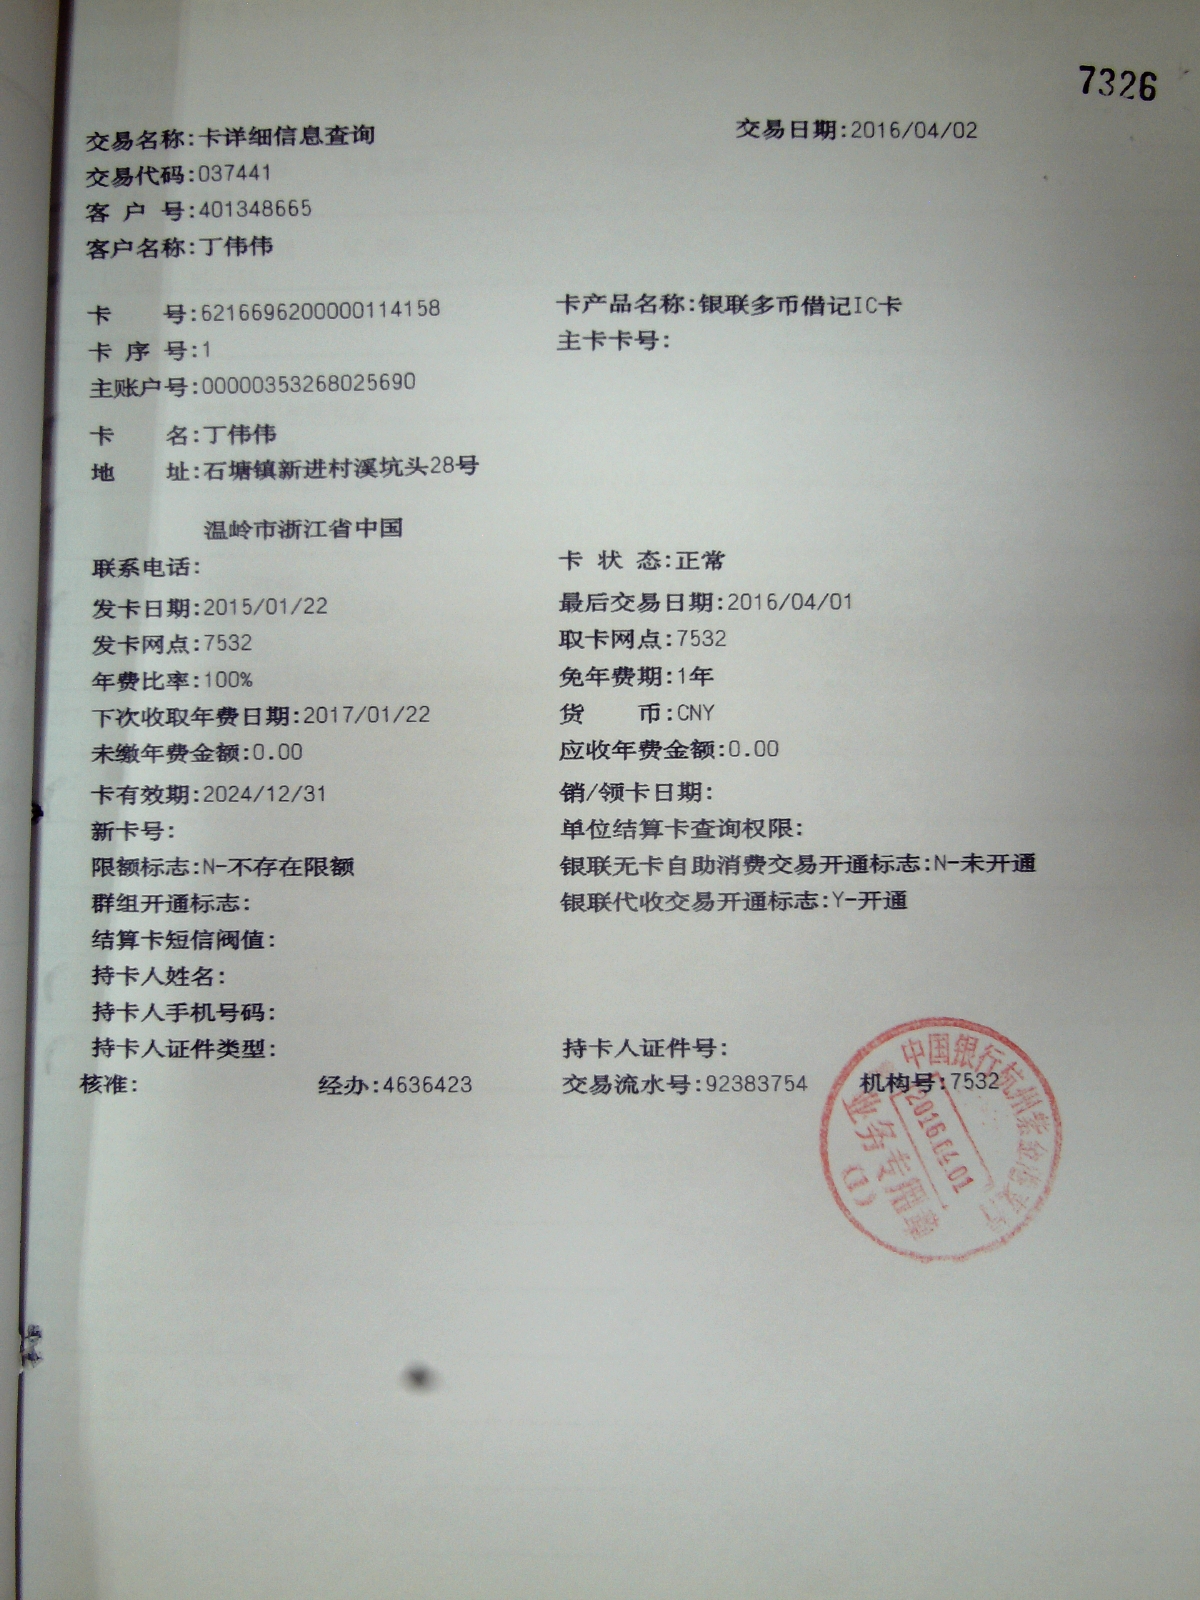 7326
交易名称:卡详细信息查询 交易日期:2016/04/02
交易代码:037441
客 户 号:401348665
客户名称:丁伟伟
卡 号:6216696200000114158 卡产品名称:银联多币借记IC卡
卡 序 号:1 主卡卡号:
主账户号:00000353268025690
卡 名:丁伟伟
地 址:石塘镇新进村溪坑头28号
温岭市浙江省中国
联系电话: 卡 状 态:正常
发卡日期:2015/01/22 最后交易日期:2016/04/01
发卡网点:7532 取卡网点:7532
年费比率:100% 免年费期:1年
下次收取年费日期:2017/01/22 货 币:CNY
未缴年费金额:0.00 应收年费金额:0.00
卡有效期:2024/12/31 销/领卡日期:
新卡号: 单位结算卡查询权限:
限额标志:N-不存在限额 银联无卡自助消费交易开通标志:N-未开通
群组开通标志: 银联代收交易开通标志:Y-开通
结算卡短信阀值:
持卡人姓名:
持卡人手机号码:
持卡人证件类型: 持卡人证件号:
核准: 经办:4636423 交易流水号:92383754 机构号:7532
中国银行杭州紫金港支行
2016.04.01
业务专用章
(1)